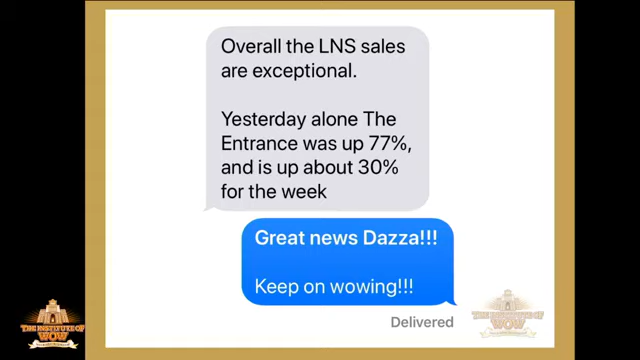 Overall the LNS sales
are exceptional.
Yesterday alone The
Entrance was up 77%,
and is up about 30%
for the week
Great news Dazza!!!
Keep on wowing!!!
Delivered
THE INSTITUTE OF
WOW
THE INSTITUTE OF
WOW